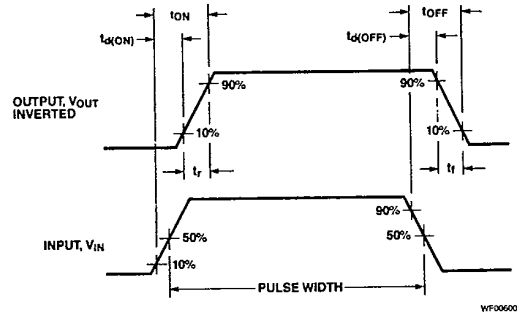 tON
tOFF
td(ON)
td(OFF)
OUTPUT, VOUT
INVERTED
90%
90%
10%
10%
tr
tf
INPUT, VIN
90%
50%
50%
10%
PULSE WIDTH
WF00600